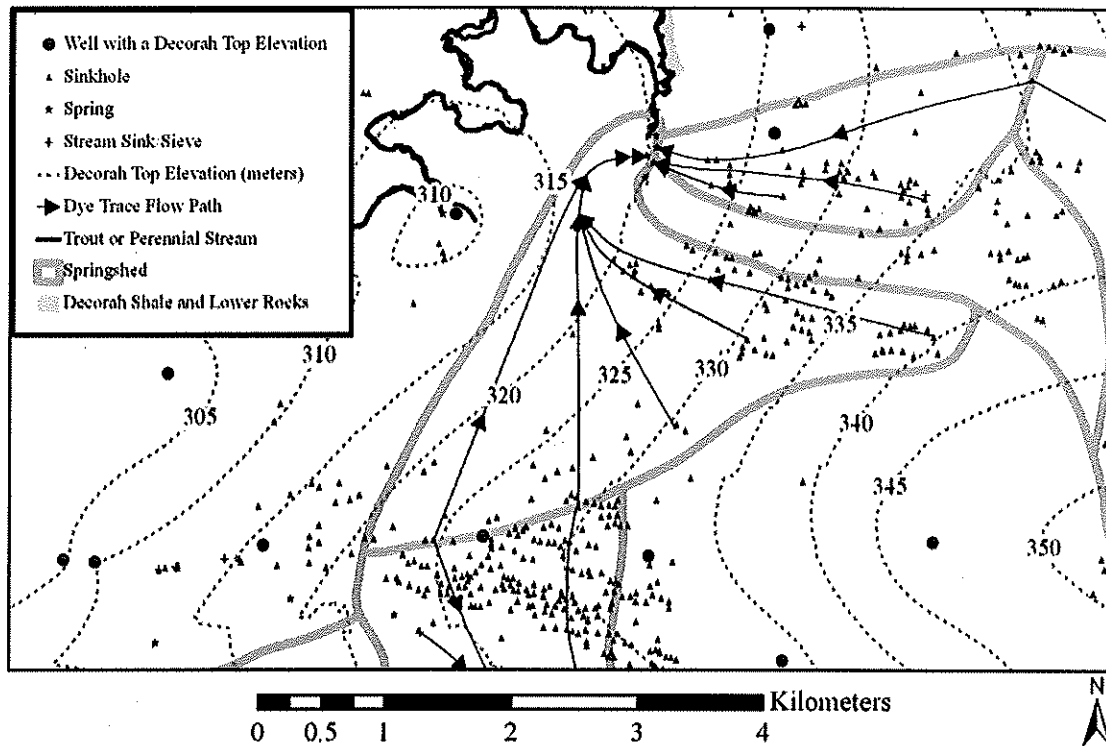 Well with a Decorah Top Elevation
Sinkhole
Spring
Stream Sink Sieve
Decorah Top Elevation (meters)
Dye Trace Flow Path
Trout or Perennial Stream
Springshed
Decorah Shale and Lower Rocks
310
315
310
305
320
325
330
335
340
345
350
Kilometers
0 0.5 1 2 3 4
N